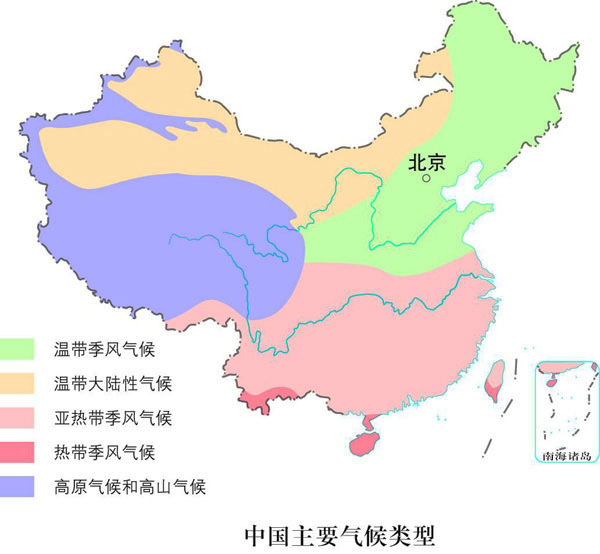 北京
温带季风气候
温带大陆性气候
亚热带季风气候
热带季风气候
高原气候和高山气候
南海诸岛
中国主要气候类型